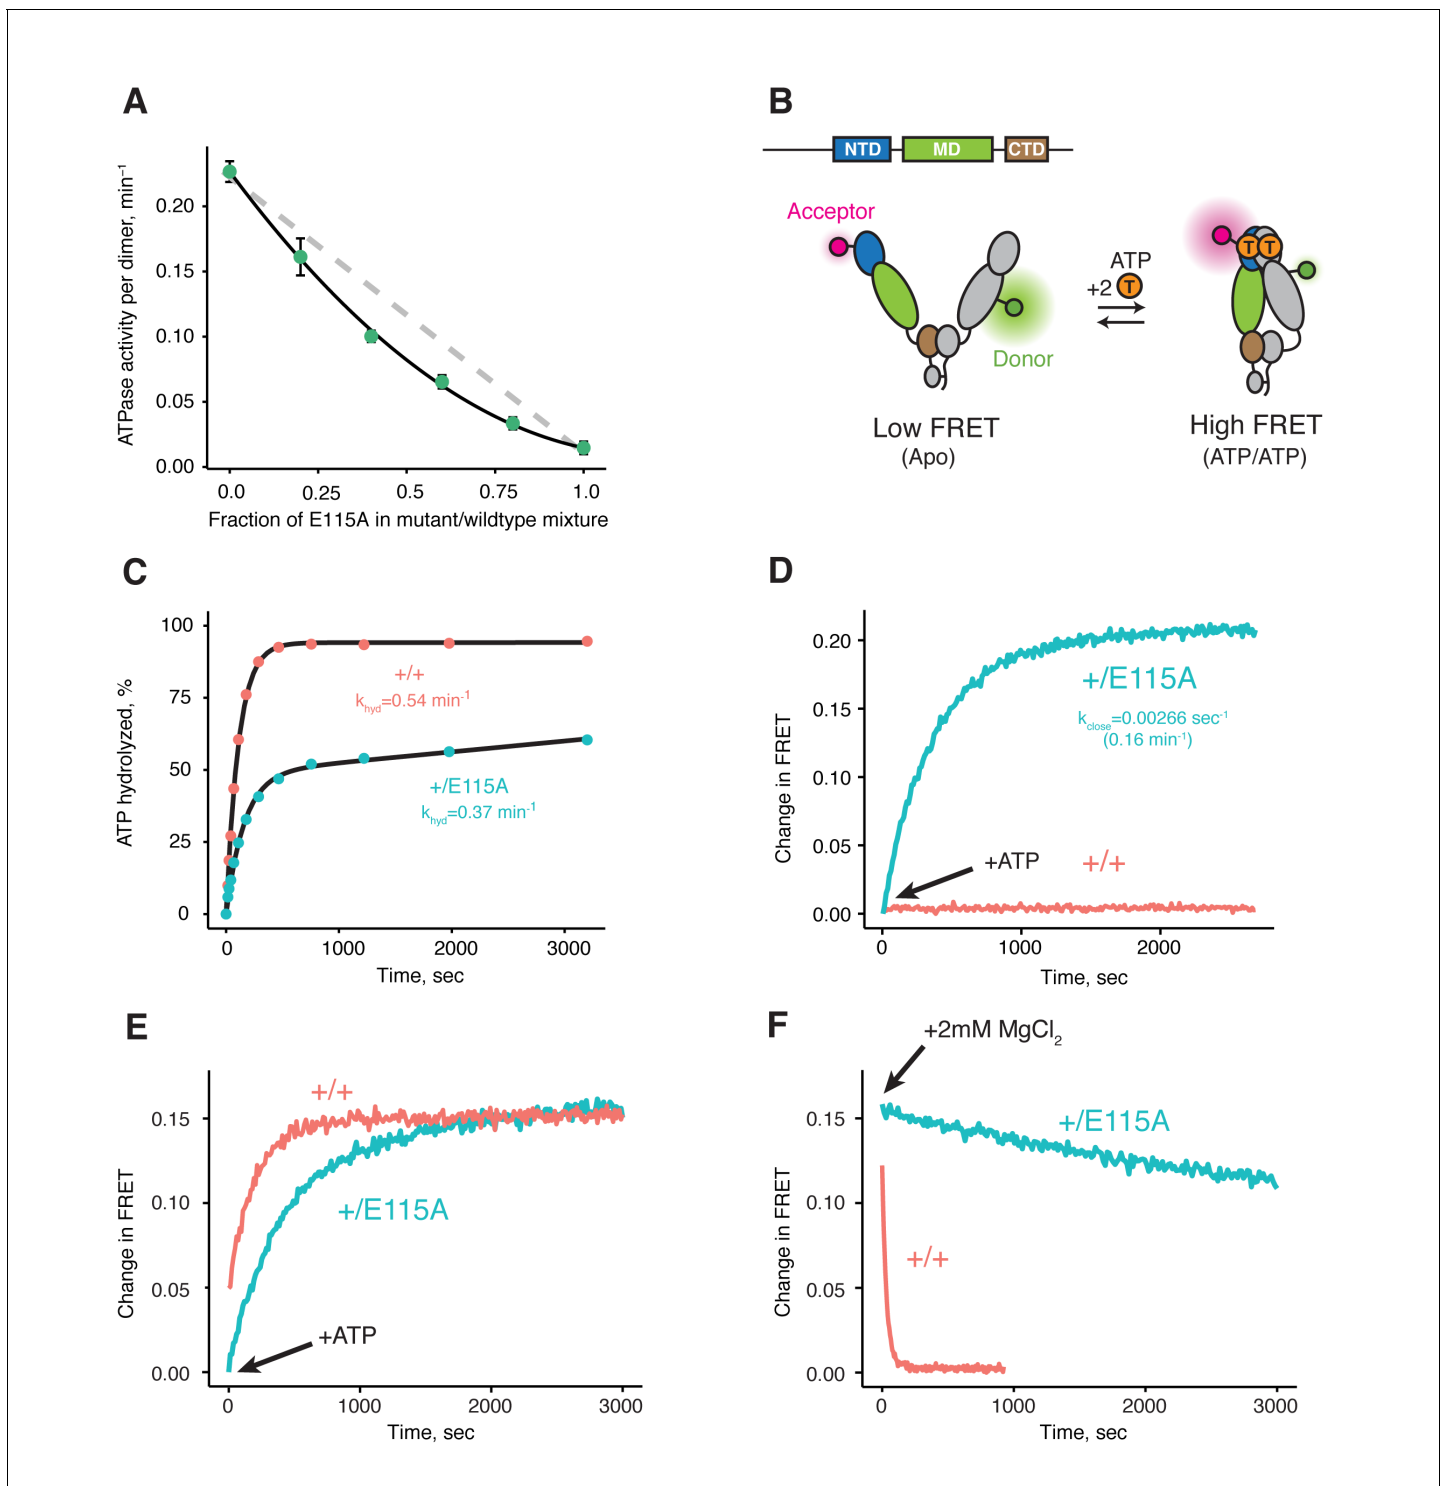 A
ATPase activity per dimer, min⁻¹
0.20
0.15
0.10
0.05
0.00
0.0 0.25 0.5 0.75 1.0
Fraction of E115A in mutant/wildtype mixture
B
NTD MD CTD
Acceptor
Donor
Low FRET
(Apo)
ATP
+2 T
T T
High FRET
(ATP/ATP)
C
ATP hydrolyzed, %
100
75
50
25
0
+/+
k_hyd=0.54 min⁻¹
+/E115A
k_hyd=0.37 min⁻¹
0 1000 2000 3000
Time, sec
D
Change in FRET
0.20
0.15
0.10
0.05
0.00
+/E115A
k_close=0.00266 sec⁻¹
(0.16 min⁻¹)
+ATP
+/+
0 1000 2000
Time, sec
E
Change in FRET
0.15
0.10
0.05
0.00
+/+
+/E115A
+ATP
0 1000 2000 3000
Time, sec
F
+2mM MgCl₂
Change in FRET
0.15
0.10
0.05
0.00
+/E115A
+/+
0 1000 2000 3000
Time, sec